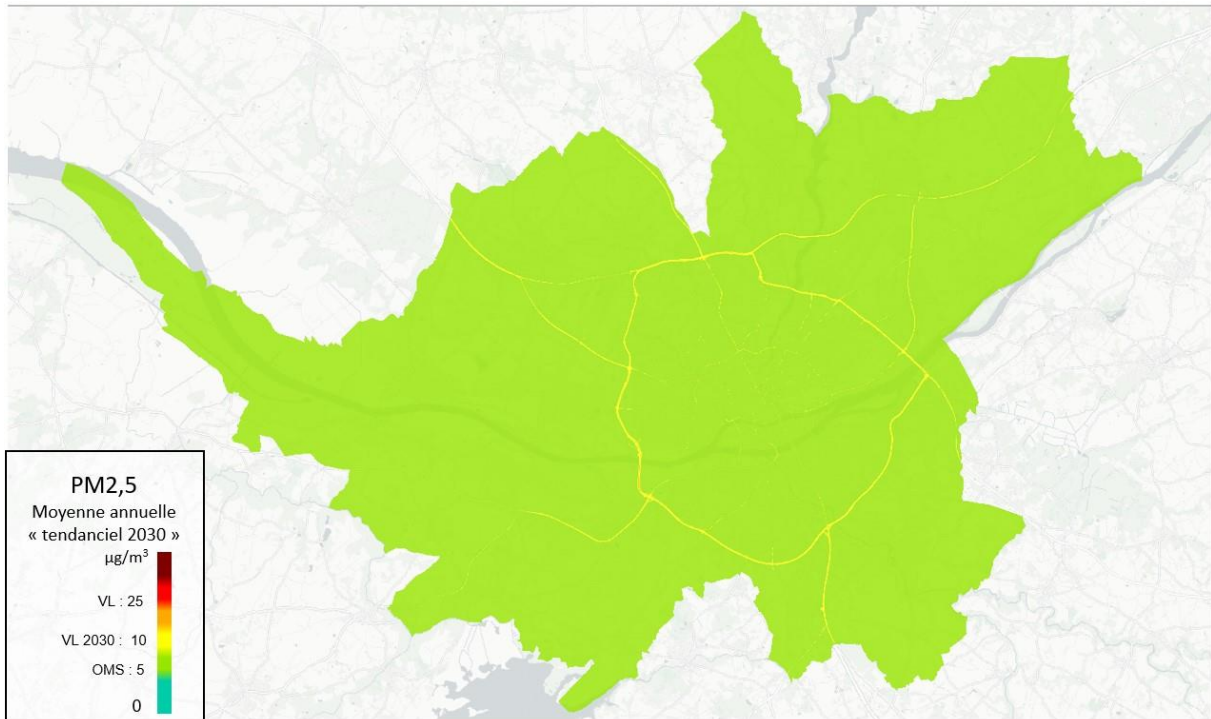 PM2,5
Moyenne annuelle
« tendanciel 2030 »
µg/m³
VL : 25
VL 2030 : 10
OMS : 5
0